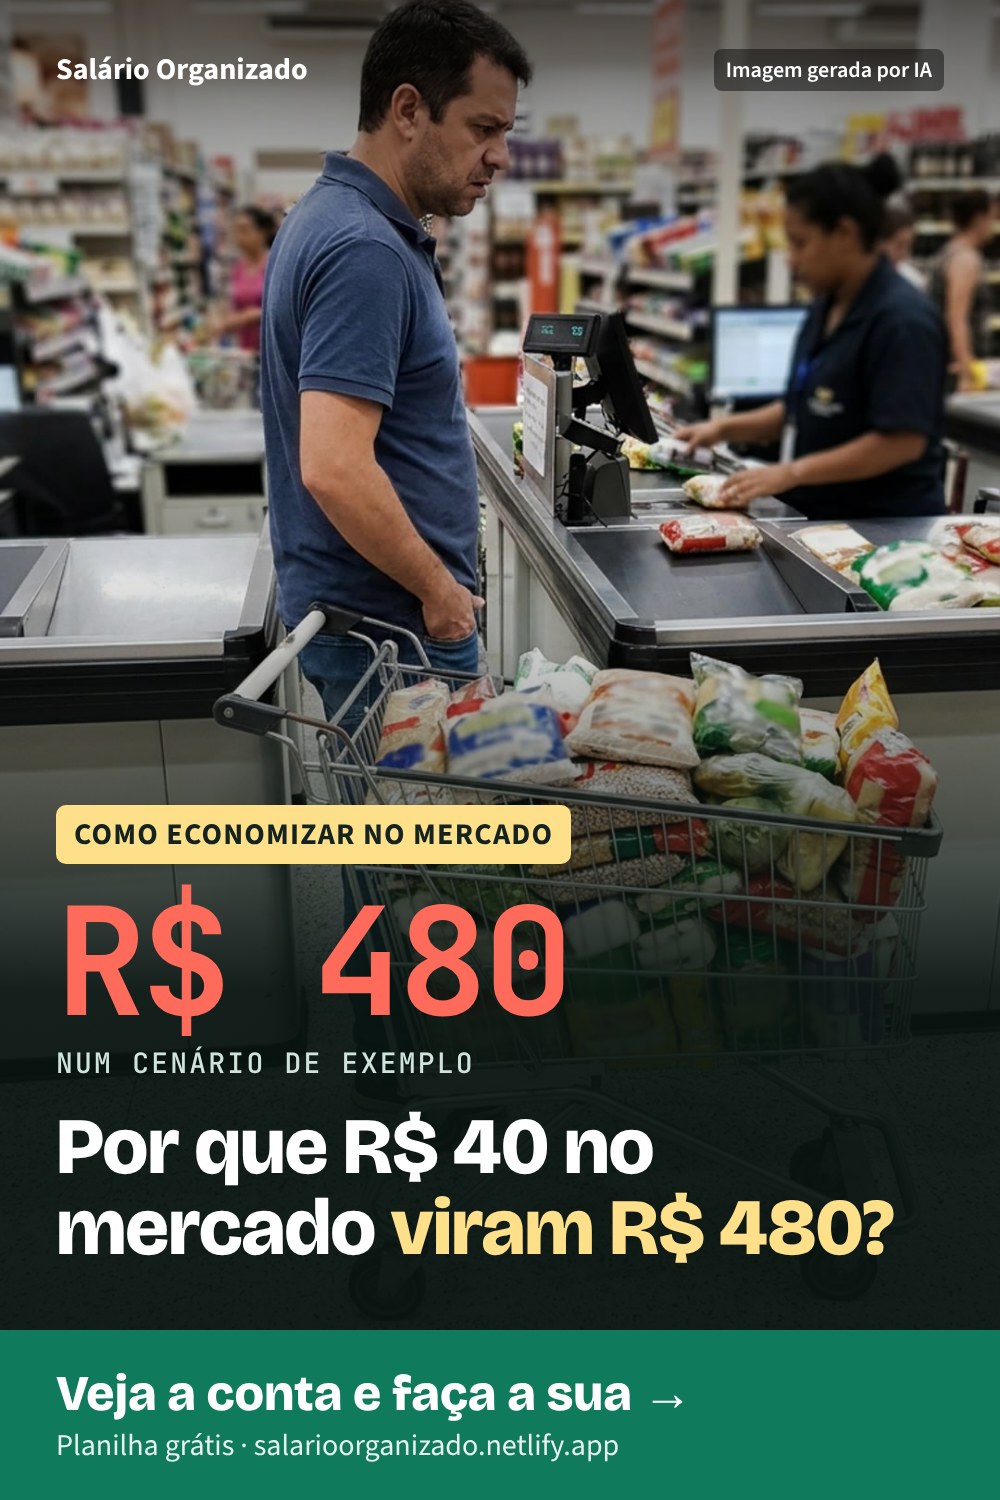 Salário Organizado
Imagem gerada por IA
COMO ECONOMIZAR NO MERCADO
R$ 480
NUM CENÁRIO DE EXEMPLO
Por que R$ 40 no
mercado viram R$ 480?
Veja a conta e faça a sua →
Planilha grátis · salarioorganizado.netlify.app